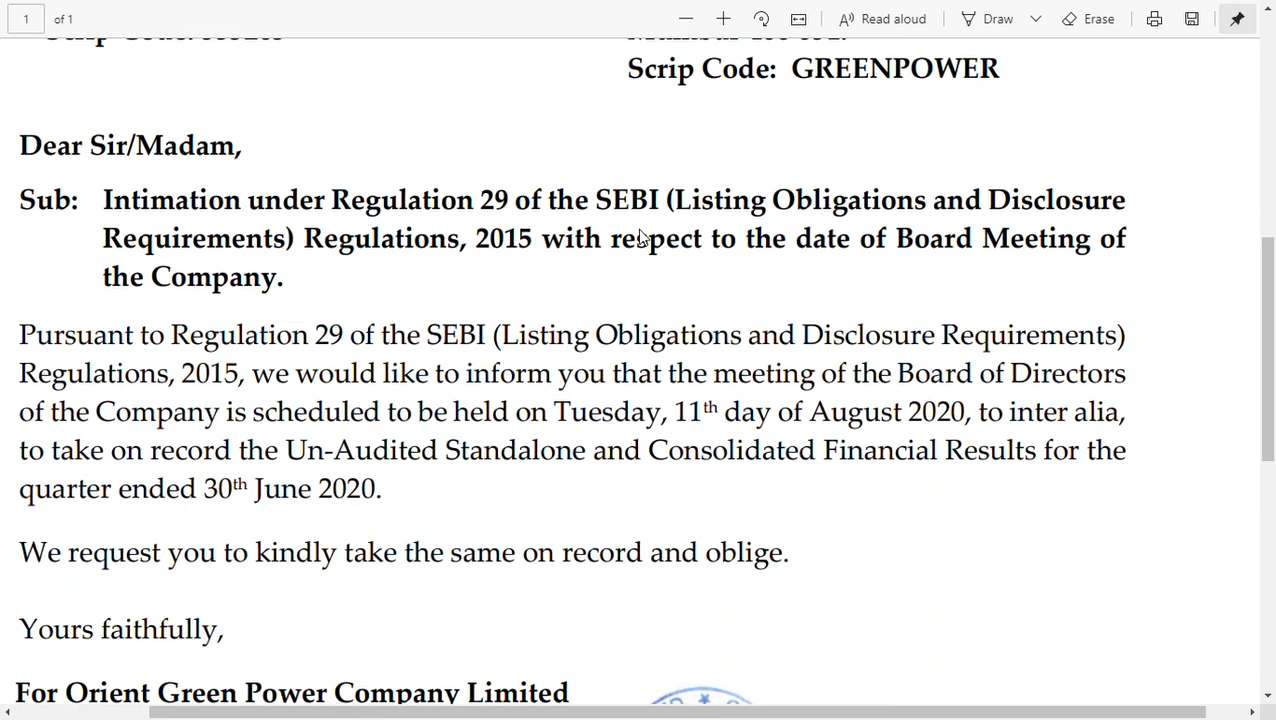 1 of 1 Read aloud Draw Erase
Scrip Code: GREENPOWER
Dear Sir/Madam,
Sub: Intimation under Regulation 29 of the SEBI (Listing Obligations and Disclosure
Requirements) Regulations, 2015 with respect to the date of Board Meeting of
the Company.
Pursuant to Regulation 29 of the SEBI (Listing Obligations and Disclosure Requirements)
Regulations, 2015, we would like to inform you that the meeting of the Board of Directors
of the Company is scheduled to be held on Tuesday, 11th day of August 2020, to inter alia,
to take on record the Un-Audited Standalone and Consolidated Financial Results for the
quarter ended 30th June 2020.
We request you to kindly take the same on record and oblige.
Yours faithfully,
For Orient Green Power Company Limited